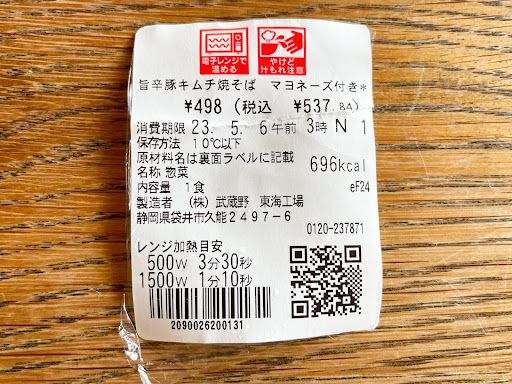 電子レンジで
温める
やけど
汁もれ注意
旨辛豚キムチ焼そば　マヨネーズ付き*
¥498 (税込　¥537.84)
消費期限 23. 5. 6午前 3時 N 1
保存方法　10℃以下
原材料名は裏面ラベルに記載
696kcal
名称 惣菜
内容量　1食
eF24
製造者　(株) 武蔵野　東海工場
静岡県袋井市久能2497-6
0120-237871
レンジ加熱目安
500W 3分30秒
1500W 1分10秒
2090026200131